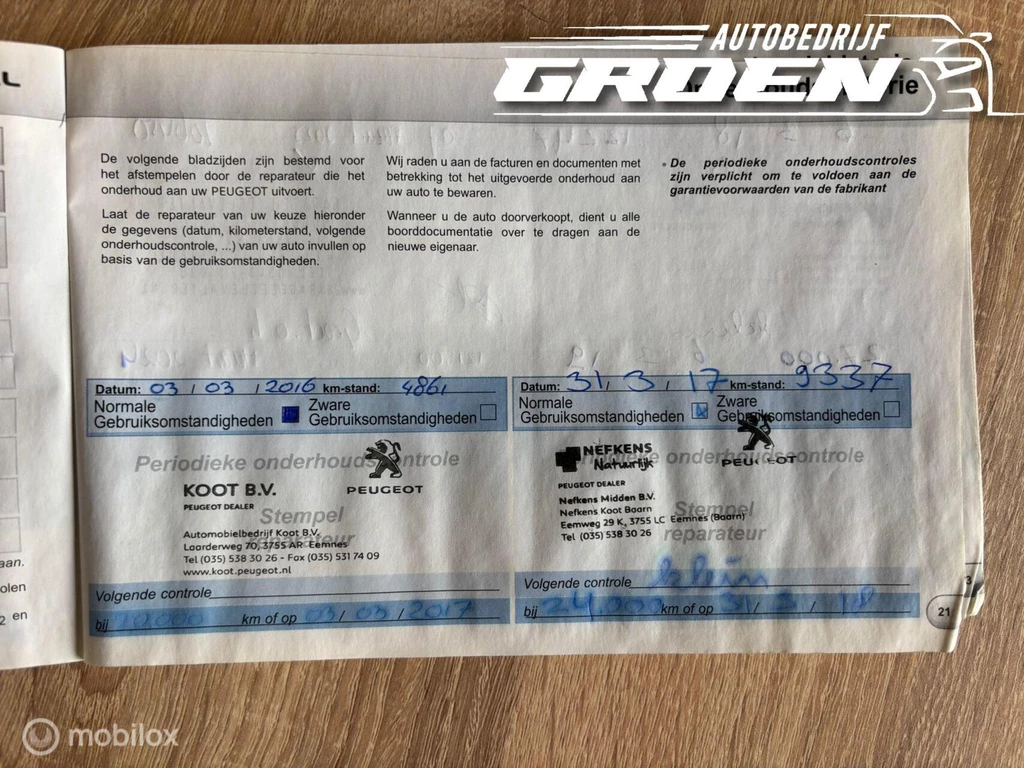 AUTOBEDRIJF
GROEN
De volgende bladzijden zijn bestemd voor
het afstempelen door de reparateur die het
onderhoud aan uw PEUGEOT uitvoert.
Laat de reparateur van uw keuze hieronder
de gegevens (datum, kilometerstand, volgende
onderhoudscontrole, ...) van uw auto invullen op
basis van de gebruiksomstandigheden.
Wij raden u aan de facturen en documenten met
betrekking tot het uitgevoerde onderhoud aan
uw auto te bewaren.
Wanneer u de auto doorverkoopt, dient u alle
boorddocumentatie over te dragen aan de
nieuwe eigenaar.
• De periodieke onderhoudscontroles
zijn verplicht om te voldoen aan de
garantievoorwaarden van de fabrikant
Datum: 03 / 03 / 2016 km-stand: 4861
Normale
Gebruiksomstandigheden
Zware
Gebruiksomstandigheden
Periodieke onderhoudscontrole
PEUGEOT
KOOT B.V.
PEUGEOT DEALER
Stempel
reparateur
Automobielbedrijf Koot B.V.
Laarderweg 70, 3755 AR Eemnes
Tel (035) 538 30 26 - Fax (035) 531 74 09
www.koot.peugeot.nl
Volgende controle
bij 20.000 km of op 03 / 03 / 2017
Datum: 31 / 3 / 17 km-stand: 9337
Normale
Gebruiksomstandigheden
Zware
Gebruiksomstandigheden
Periodieke onderhoudscontrole
NEFKENS
Natuurlijk
PEUGEOT
PEUGEOT DEALER
Stempel
reparateur
Nefkens Midden B.V.
Nefkens Koot Baarn
Eemweg 29 K, 3755 LC Eemnes (Baarn)
Tel (035) 538 30 26
Volgende controle klein
bij 24.000 km of op 31 / 3 / 18
21
3
aan.
olen
2 en
mobilox